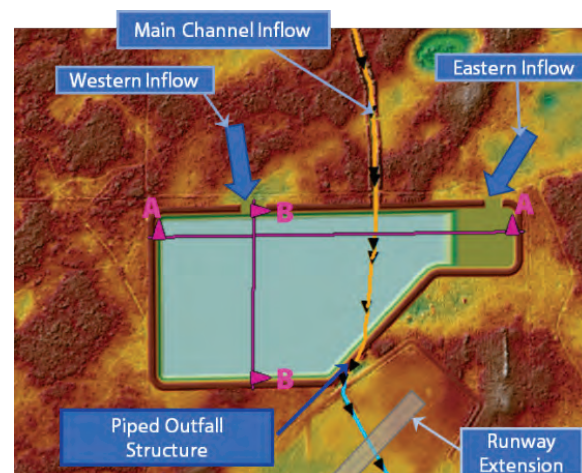 Main Channel Inflow
Western Inflow
Eastern Inflow
A
B
A
B
Piped Outfall
Structure
Runway
Extension